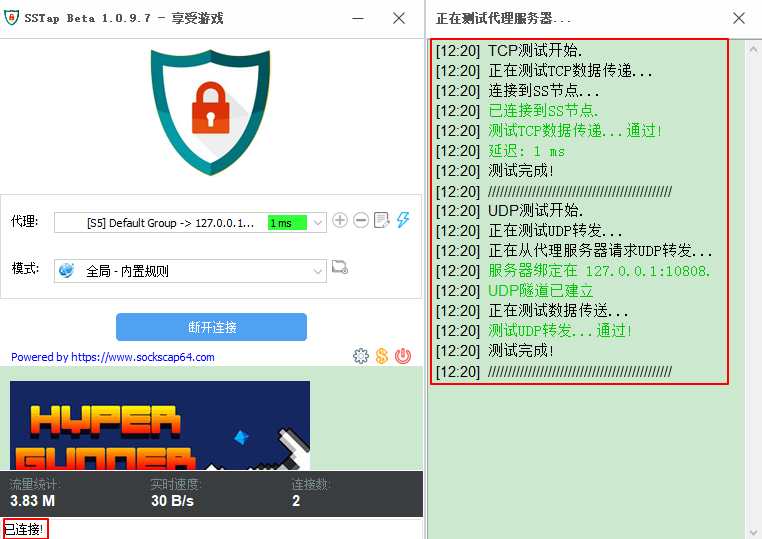 SSTap Beta 1.0.9.7 - 享受游戏
代理:
[S5] Default Group -> 127.0.0.1...
1ms
模式:
全局 - 内置规则
断开连接
Powered by https://www.sockscap64.com
HYPER
GUNNER
流量统计:
实时速度:
连接数:
3.83 M
30 B/s
2
已连接!
正在测试代理服务器...
[12:20] TCP测试开始.
[12:20] 正在测试TCP数据传递...
[12:20] 连接到SS节点...
[12:20] 已连接到SS节点.
[12:20] 测试TCP数据传递...通过!
[12:20] 延迟: 1 ms
[12:20] 测试完成!
[12:20] //////////////////////////////////////////////
[12:20] UDP测试开始.
[12:20] 正在测试UDP转发...
[12:20] 正在从代理服务器请求UDP转发...
[12:20] 服务器绑定在 127.0.0.1:10808.
[12:20] UDP隧道已建立
[12:20] 正在测试数据传送...
[12:20] 测试UDP转发...通过!
[12:20] 测试完成!
[12:20] //////////////////////////////////////////////